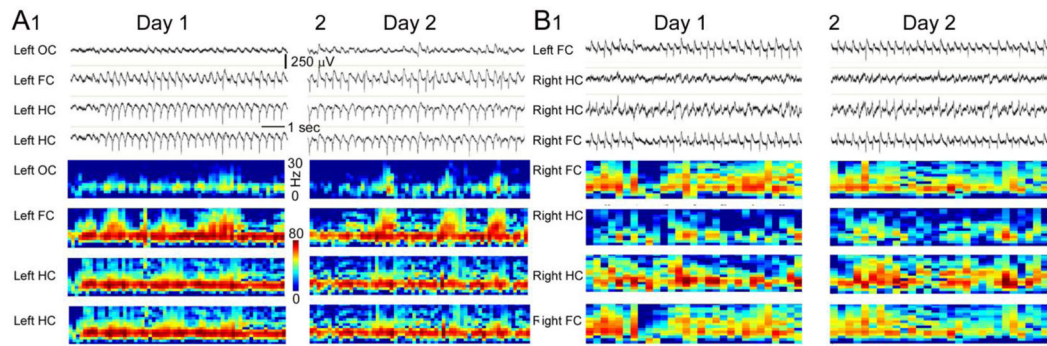 A1 Day 1 2 Day 2 B1 Day 1 2 Day 2
Left OC
250 µV
Left FC
Left HC
1 sec
Left HC
Left OC
30
Hz
0
Left FC
80
Left HC
0
Left HC
Left FC
Right HC
Right HC
Right FC
Right FC
Right HC
Right HC
Right FC